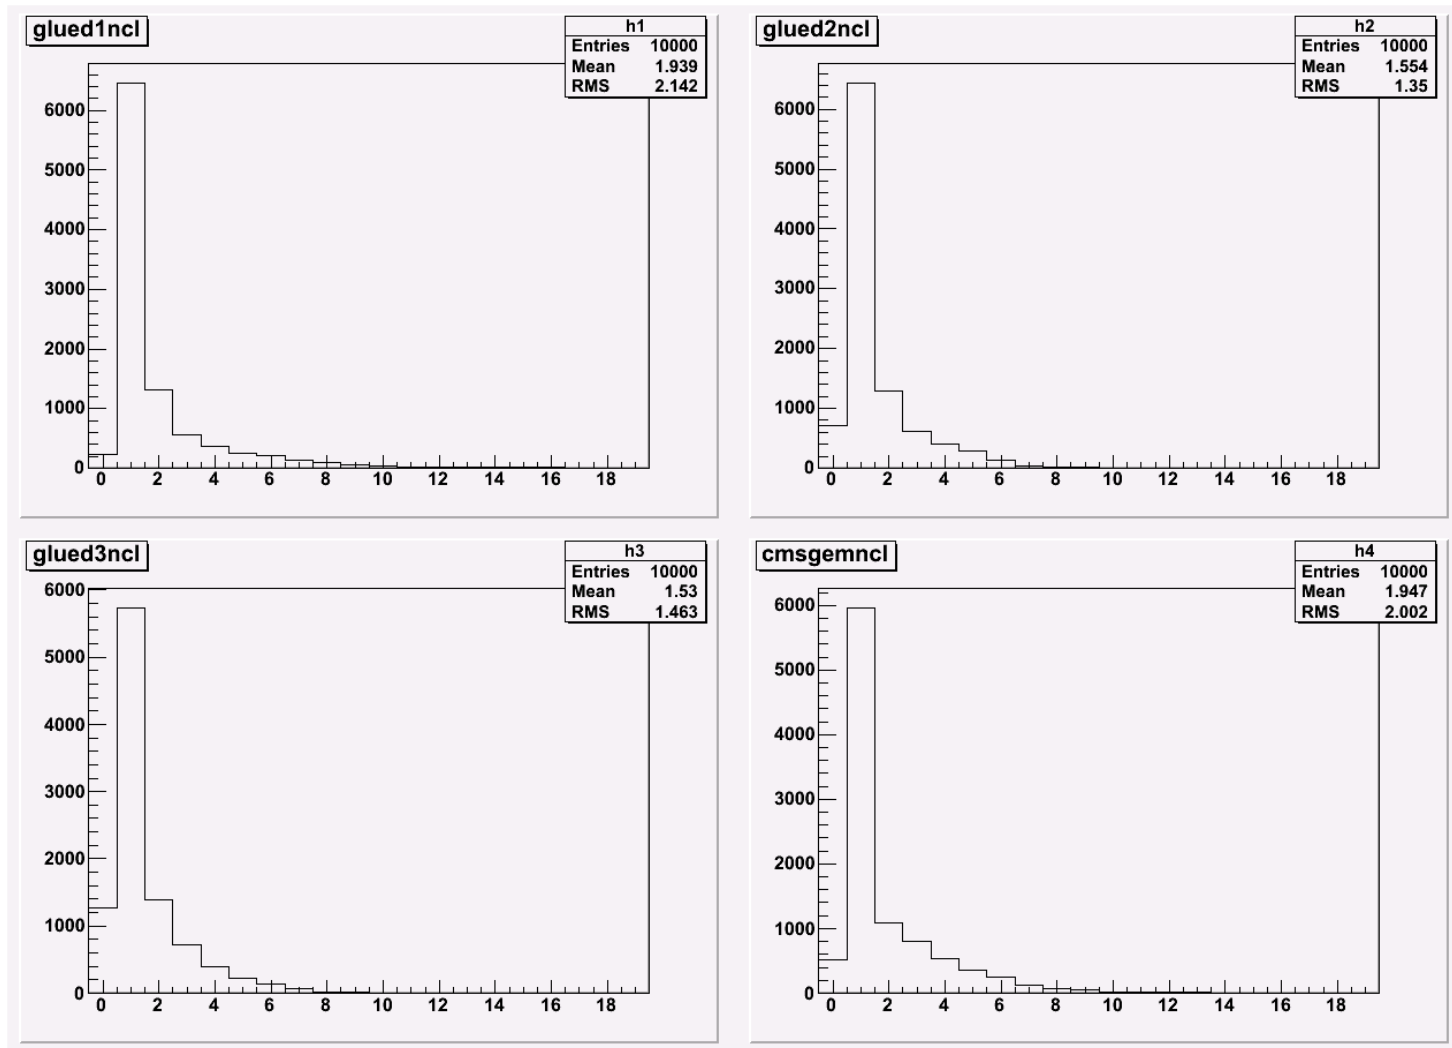 glued1ncl
h1
Entries 10000
Mean 1.939
RMS 2.142
6000
5000
4000
3000
2000
1000
0
0 2 4 6 8 10 12 14 16 18
glued2ncl
h2
Entries 10000
Mean 1.554
RMS 1.35
6000
5000
4000
3000
2000
1000
0
0 2 4 6 8 10 12 14 16 18
glued3ncl
h3
Entries 10000
Mean 1.53
RMS 1.463
6000
5000
4000
3000
2000
1000
0
0 2 4 6 8 10 12 14 16 18
cmsgemncl
h4
Entries 10000
Mean 1.947
RMS 2.002
6000
5000
4000
3000
2000
1000
0
0 2 4 6 8 10 12 14 16 18